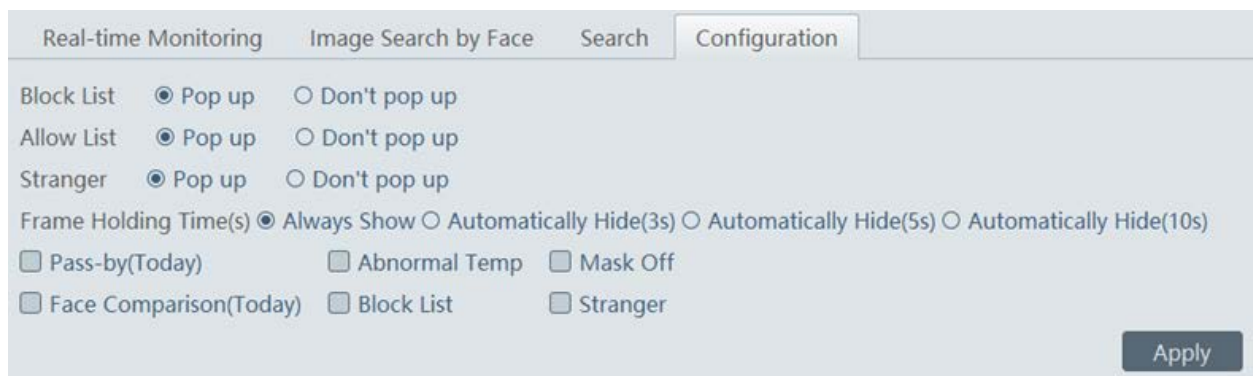 Real-time Monitoring Image Search by Face Search Configuration
Block List Pop up Don't pop up
Allow List Pop up Don't pop up
Stranger Pop up Don't pop up
Frame Holding Time(s) Always Show Automatically Hide(3s) Automatically Hide(5s) Automatically Hide(10s)
Pass-by(Today) Abnormal Temp Mask Off
Face Comparison(Today) Block List Stranger
Apply